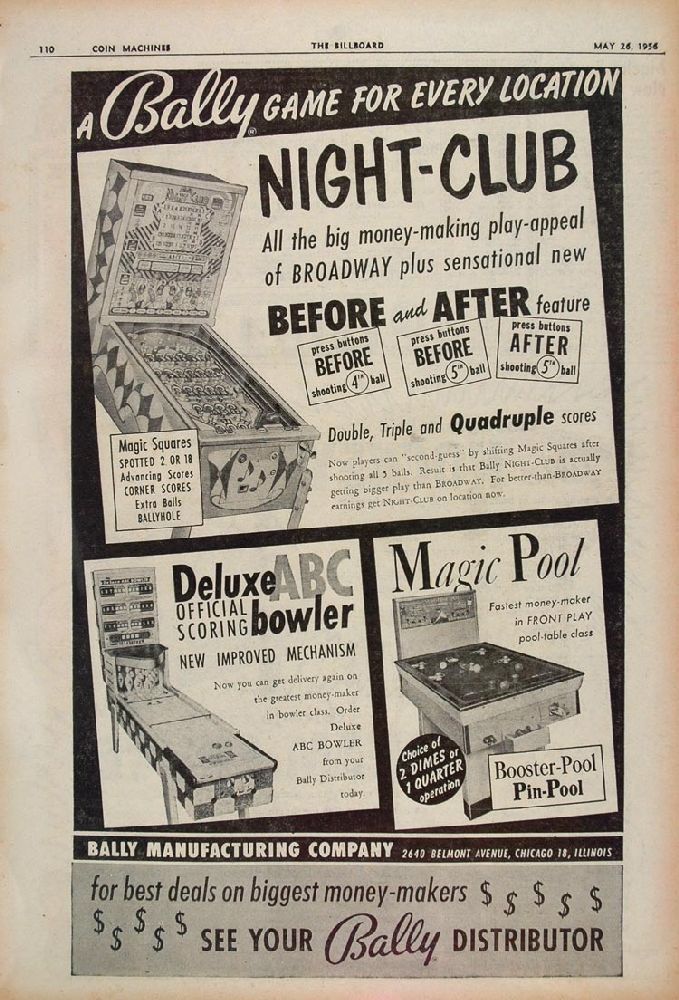 110 COIN MACHINES THE BILLBOARD MAY 26, 1956
A Bally GAME FOR EVERY LOCATION
NIGHT-CLUB
All the big money-making play-appeal
of BROADWAY plus sensational new
BEFORE and AFTER feature
press buttons
BEFORE
shooting 4TH ball
press buttons
BEFORE
shooting 5TH ball
press buttons
AFTER
shooting 5TH ball
Double, Triple and Quadruple scores
Now players can "second-guess" by shifting Magic Squares after
shooting all 5 balls. Result is that Bally NIGHT-CLUB is actually
getting bigger play than BROADWAY. For better-than-BROADWAY
earnings get NIGHT-CLUB on location now.
Magic Squares
SPOTTED 2 OR 18
Advancing Scores
CORNER SCORES
Extra Balls
BALLYHOLE
Deluxe ABC
OFFICIAL
SCORING bowler
NEW IMPROVED MECHANISM
Now you can get delivery again on
the greatest money-maker
in bowler class. Order
Deluxe
ABC BOWLER
from your
Bally Distributor
today.
Magic Pool
Fastest money-maker
in FRONT PLAY
pool-table class
Choice of
2 DIMES or
1 QUARTER
operation
Booster-Pool
Pin-Pool
BALLY MANUFACTURING COMPANY 2640 BELMONT AVENUE, CHICAGO 18, ILLINOIS
for best deals on biggest money-makers $ $ $ $ $
$ $ $ $ $ SEE YOUR Bally DISTRIBUTOR